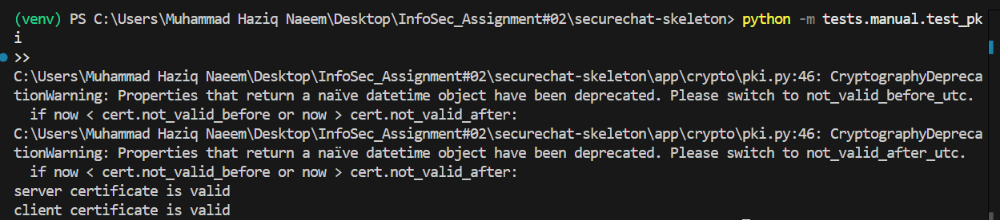 (venv) PS C:\Users\Muhammad Haziq Naeem\Desktop\InfoSec_Assignment#02\securechat-skeleton> python -m tests.manual.test_pk
i
>>
C:\Users\Muhammad Haziq Naeem\Desktop\InfoSec_Assignment#02\securechat-skeleton\app\crypto\pki.py:46: CryptographyDepreca
tionWarning: Properties that return a naïve datetime object have been deprecated. Please switch to not_valid_before_utc.
  if now < cert.not_valid_before or now > cert.not_valid_after:
C:\Users\Muhammad Haziq Naeem\Desktop\InfoSec_Assignment#02\securechat-skeleton\app\crypto\pki.py:46: CryptographyDepreca
tionWarning: Properties that return a naïve datetime object have been deprecated. Please switch to not_valid_after_utc.
  if now < cert.not_valid_before or now > cert.not_valid_after:
server certificate is valid
client certificate is valid